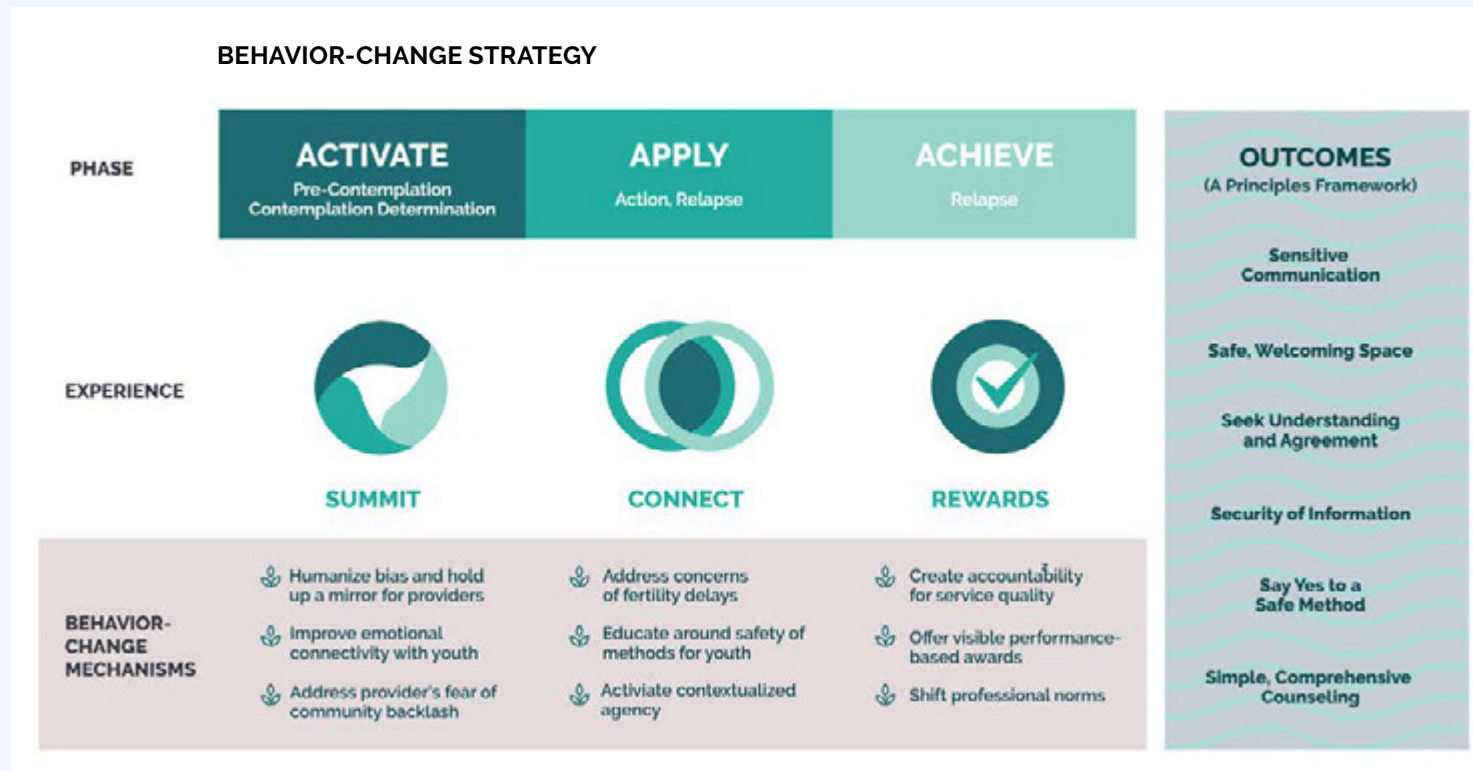 BEHAVIOR-CHANGE STRATEGY
PHASE
ACTIVATE
Pre-Contemplation
Contemplation Determination
APPLY
Action, Relapse
ACHIEVE
Relapse
EXPERIENCE
SUMMIT
CONNECT
REWARDS
BEHAVIOR-
CHANGE
MECHANISMS
Humanize bias and hold
up a mirror for providers
Improve emotional
connectivity with youth
Address provider's fear of
community backlash
Address concerns
of fertility delays
Educate around safety of
methods for youth
Activiate contextualized
agency
Create accountability
for service quality
Offer visible performance-
based awards
Shift professional norms
OUTCOMES
(A Principles Framework)
Sensitive
Communication
Safe, Welcoming Space
Seek Understanding
and Agreement
Security of Information
Say Yes to a
Safe Method
Simple, Comprehensive
Counseling